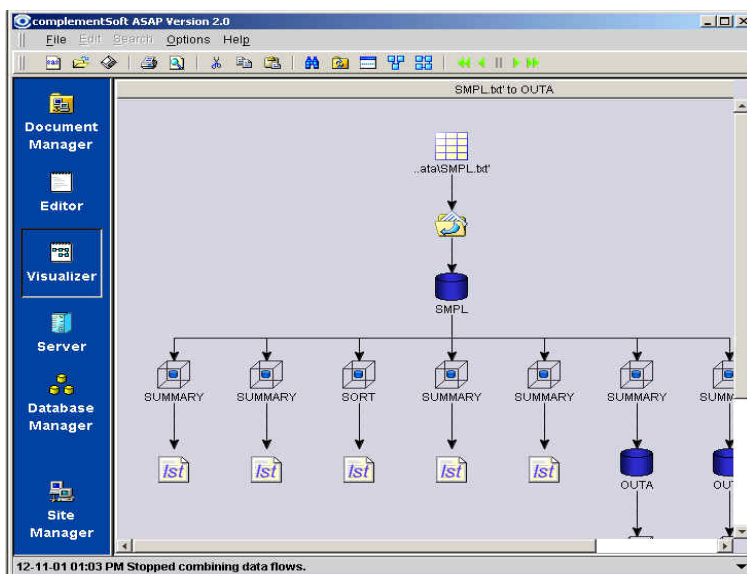 complementSoft ASAP Version 2.0
File Edit Search Options Help
SMPL.txt' to OUTA
Document
Manager
Editor
Visualizer
Server
Database
Manager
Site
Manager
..ata\SMPL.txt'
SMPL
SUMMARY SUMMARY SORT SUMMARY SUMMARY SUMMARY SUMM
lst lst lst lst lst
OUTA OU
12-11-01 01:03 PM Stopped combining data flows.